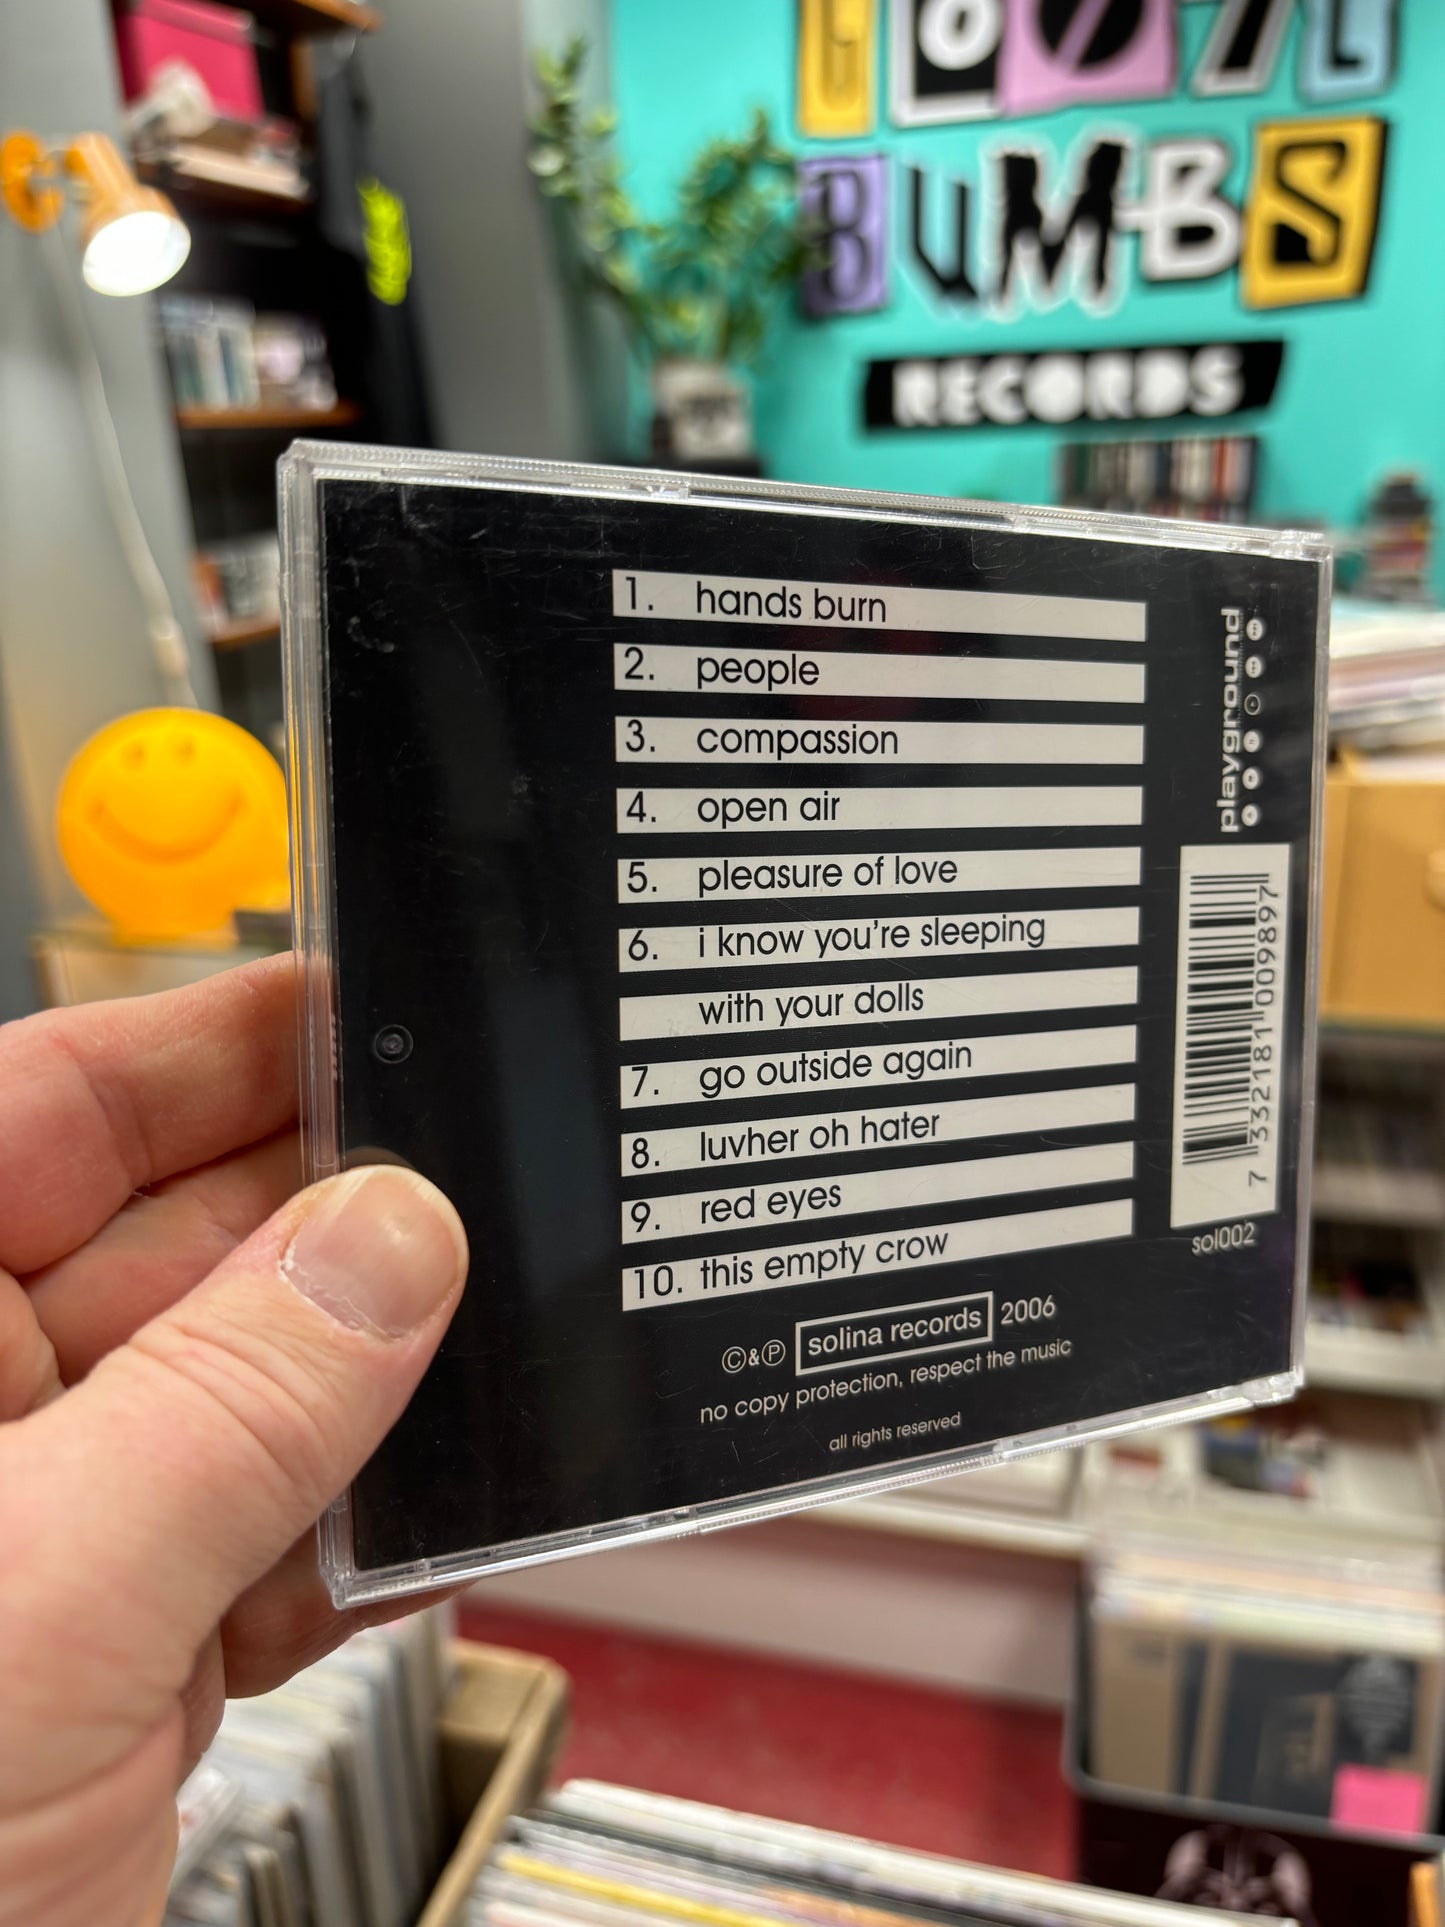 BUMBS
RECORDS
1. hands burn
2. people
3. compassion
4. open air
5. pleasure of love
6. i know you're sleeping
with your dolls
7. go outside again
8. luvher oh hater
9. red eyes
10. this empty crow
©&℗ solina records 2006
no copy protection, respect the music
all rights reserved
playground
7 332181 009897
sol002